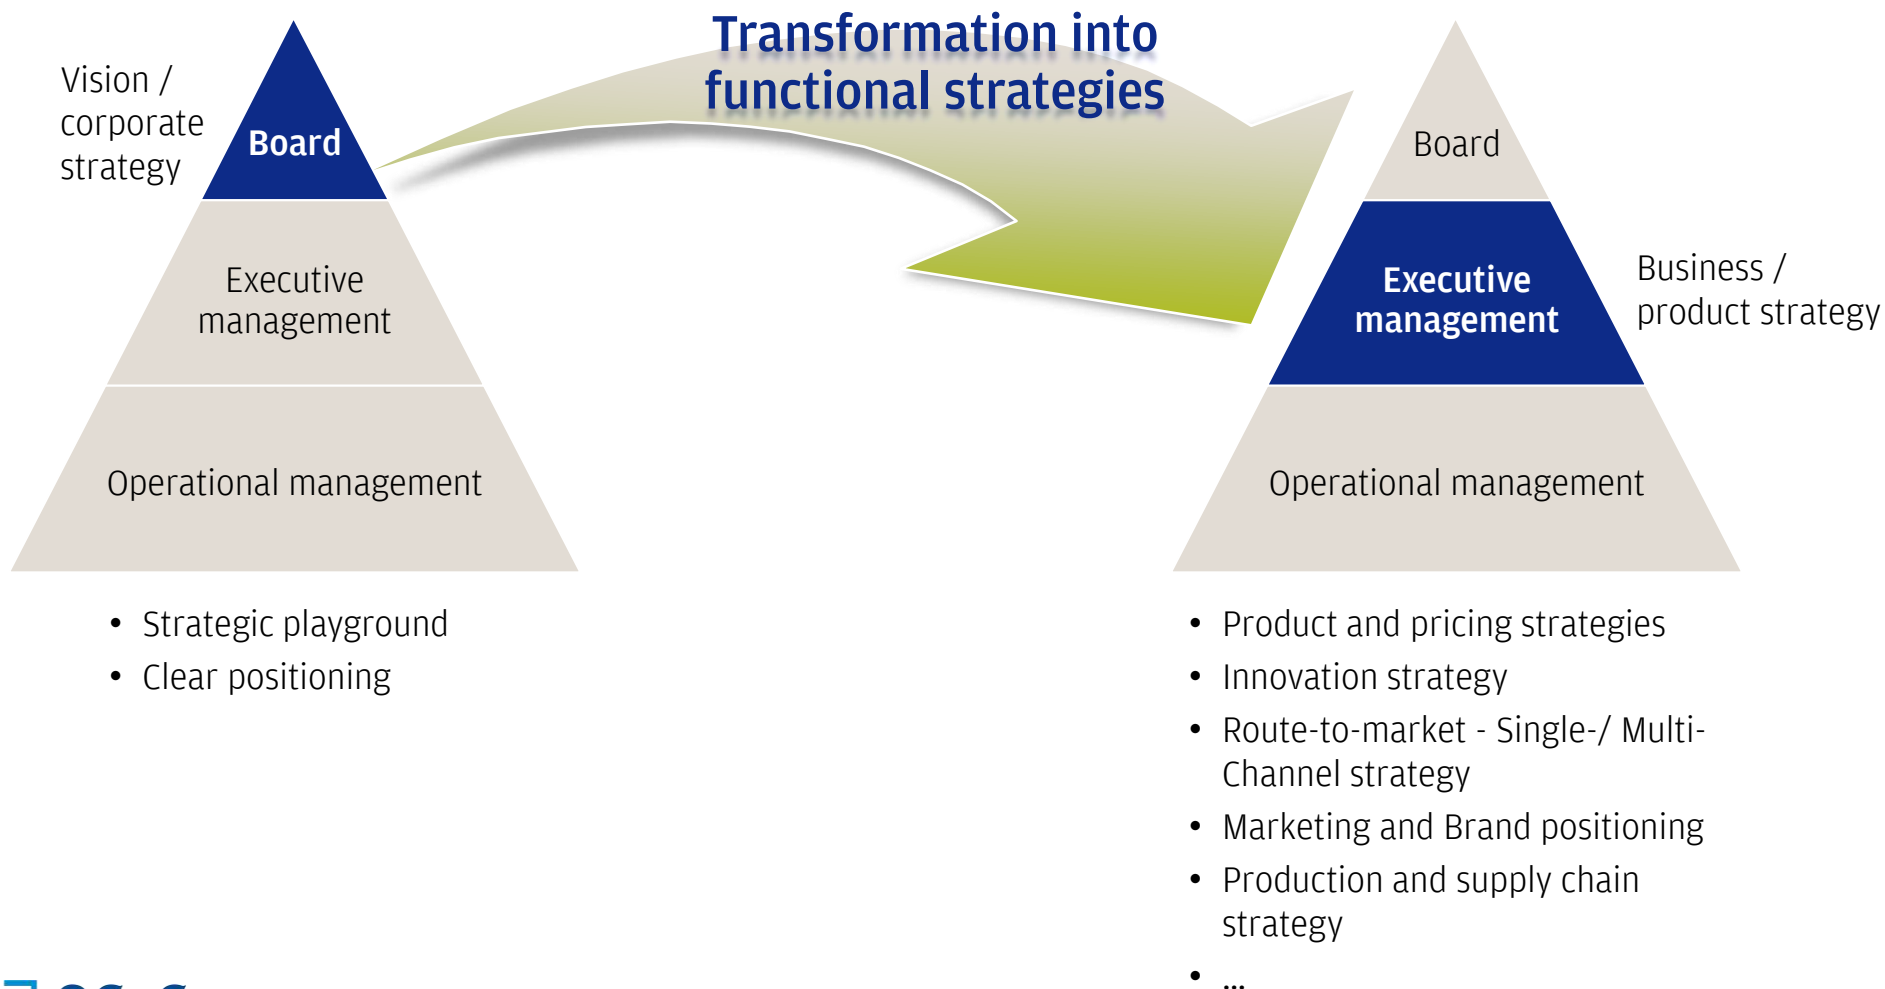 Transformation into
functional strategies
Vision /
corporate
strategy
Board
Executive
management
Operational management
• Strategic playground
• Clear positioning
Board
Executive
management
Business /
product strategy
Operational management
• Product and pricing strategies
• Innovation strategy
• Route-to-market - Single-/ Multi-
Channel strategy
• Marketing and Brand positioning
• Production and supply chain
strategy
• ...